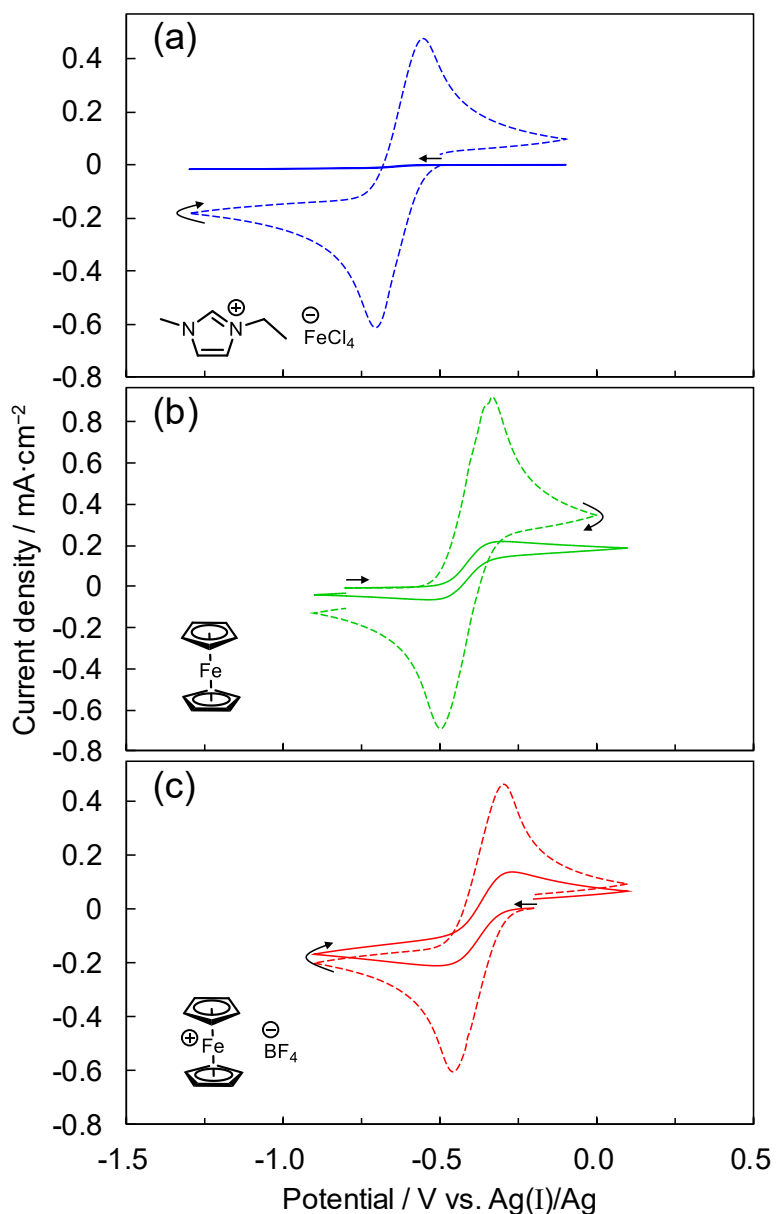 (a)
0.4
0.2
0
-0.2
-0.4
-0.6
-0.8
N
⊕
N
⊖
FeCl₄
(b)
0.8
0.6
0.4
0.2
0
-0.2
-0.4
-0.6
-0.8
Fe
Current density / mA·cm⁻²
(c)
0.4
0.2
0
-0.2
-0.4
-0.6
-0.8
⊕
Fe
⊖
BF₄
-1.5 -1.0 -0.5 0.0 0.5
Potential / V vs. Ag(I)/Ag